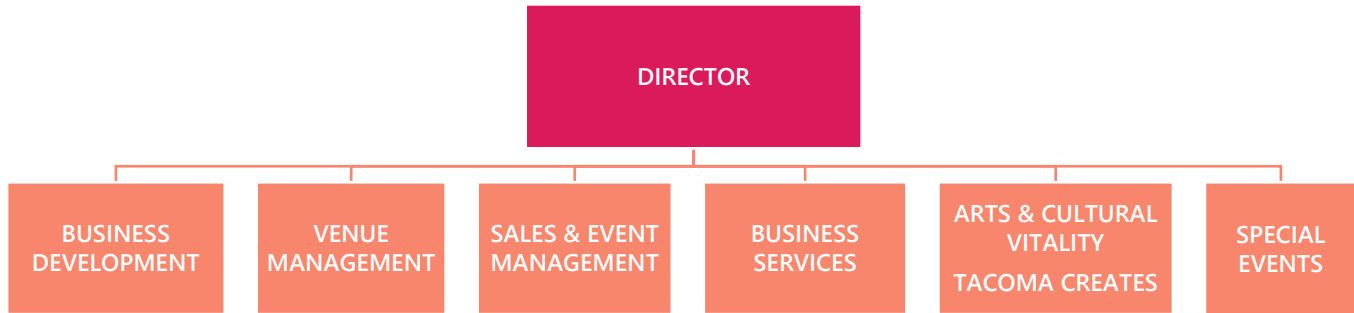 DIRECTOR
BUSINESS
DEVELOPMENT
VENUE
MANAGEMENT
SALES & EVENT
MANAGEMENT
BUSINESS
SERVICES
ARTS & CULTURAL
VITALITY
TACOMA CREATES
SPECIAL
EVENTS